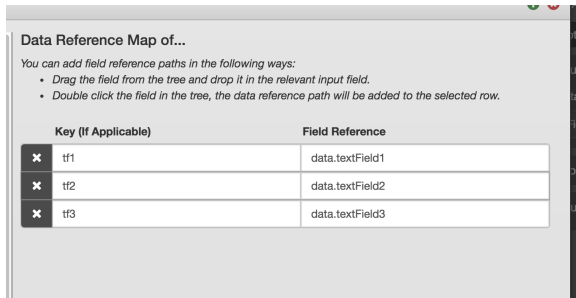 Data Reference Map of...
You can add field reference paths in the following ways:
• Drag the field from the tree and drop it in the relevant input field.
• Double click the field in the tree, the data reference path will be added to the selected row.
Key (If Applicable) Field Reference
tf1 data.textField1
tf2 data.textField2
tf3 data.textField3